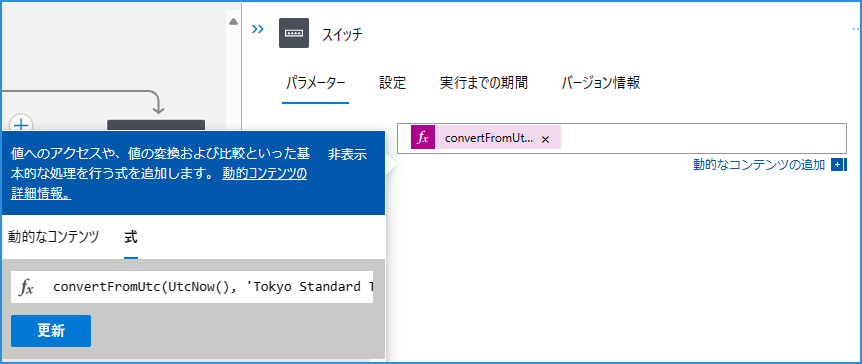 スイッチ
パラメーター 設定 実行までの期間 バージョン情報
fx convertFromUt... ×
動的なコンテンツの追加
値へのアクセスや、値の変換および比較といった基
本的な処理を行う式を追加します。 動的コンテンツの
詳細情報。
非表示
動的なコンテンツ 式
fx convertFromUtc(UtcNow(), 'Tokyo Standard T
更新